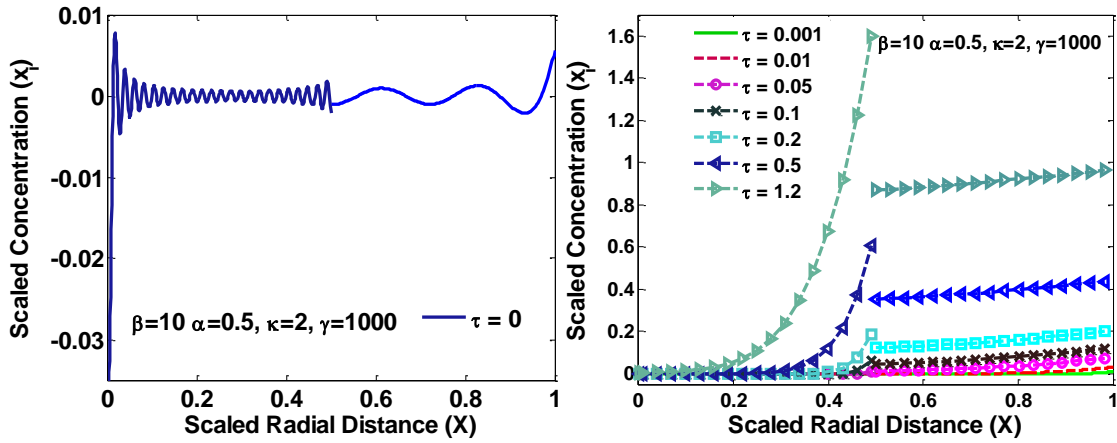 0.01
0
-0.01
-0.02
-0.03
0
0.2
0.4
0.6
0.8
1
Scaled Concentration (xi)
Scaled Radial Distance (X)
β=10 α=0.5, κ=2, γ=1000
τ = 0
1.6
1.4
1.2
1
0.8
0.6
0.4
0.2
0
0
0.2
0.4
0.6
0.8
1
Scaled Concentration (xi)
Scaled Radial Distance (X)
τ = 0.001
τ = 0.01
τ = 0.05
τ = 0.1
τ = 0.2
τ = 0.5
τ = 1.2
β=10 α=0.5, κ=2, γ=1000